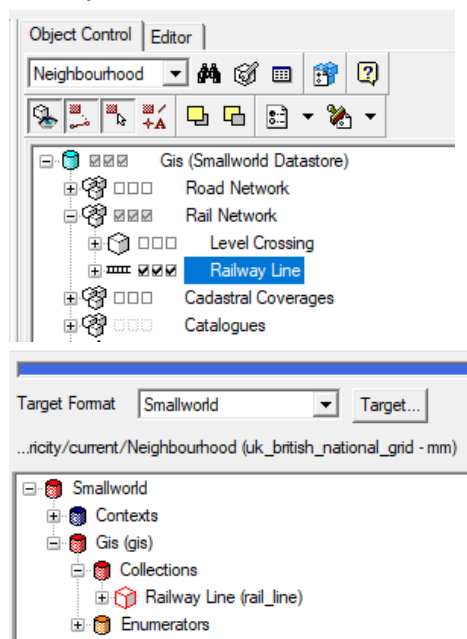 Object Control Editor
Neighbourhood
Gis (Smallworld Datastore)
Road Network
Rail Network
Level Crossing
Railway Line
Cadastral Coverages
Catalogues
Target Format Smallworld Target...
...ricity/current/Neighbourhood (uk_british_national_grid - mm)
Smallworld
Contexts
Gis (gis)
Collections
Railway Line (rail_line)
Enumerators